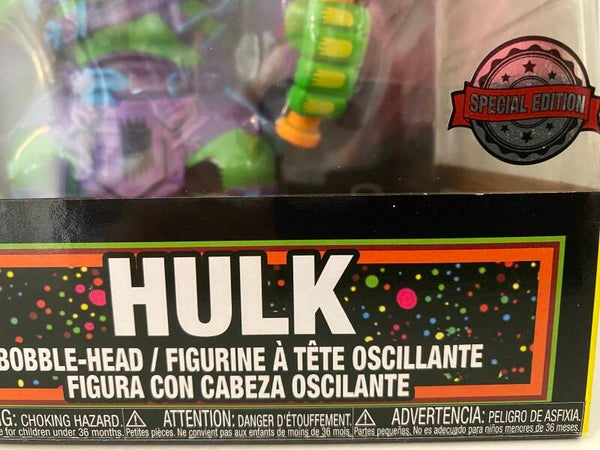 SPECIAL EDITION
HULK
BOBBLE-HEAD / FIGURINE À TÊTE OSCILLANTE
FIGURA CON CABEZA OSCILANTE
G: CHOKING HAZARD. ATTENTION: DANGER D'ÉTOUFFEMENT. ADVERTENCIA: PELIGRO DE ASFIXIA.
e for children under 36 months. Petites pièces. Ne convient pas aux enfants de moins de 36 mois. Partes pequeñas. No es adecuado para niños menores de 36 meses.